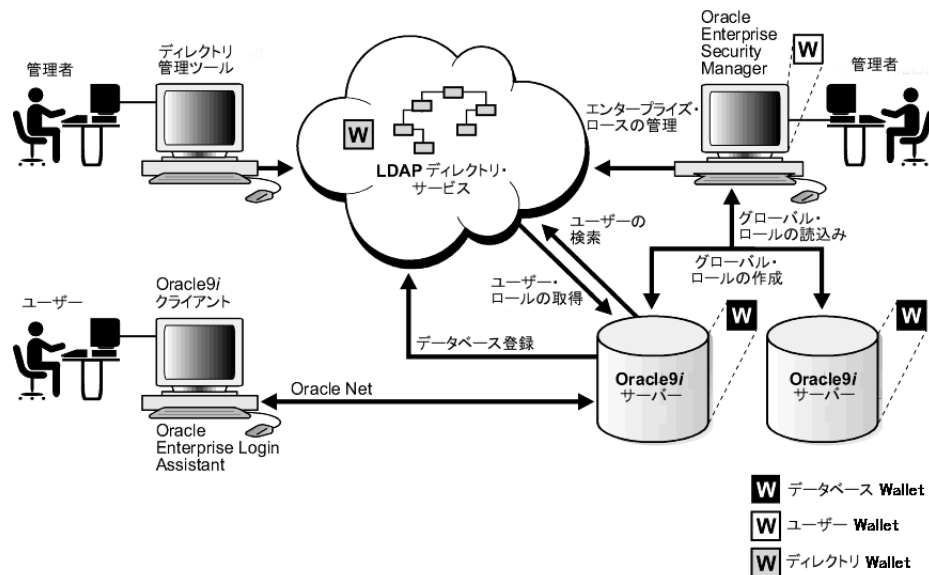 管理者
ディレクトリ
管理ツール
W
LDAP ディレクトリ・
サービス
Oracle
Enterprise
Security
Manager
W
管理者
エンタープライズ・
ロースの管理
グローバル・
ロールの読込み
グローバル・
ロールの作成
ユーザーの
検索
ユーザー・
ロールの取得
データベース登録
ユーザー
Oracle9i
クライアント
Oracle Net
Oracle
Enterprise Login
Assistant
Oracle9i
サーバー
W
Oracle9i
サーバー
W
W データベース Wallet
W ユーザー Wallet
W ディレクトリ Wallet